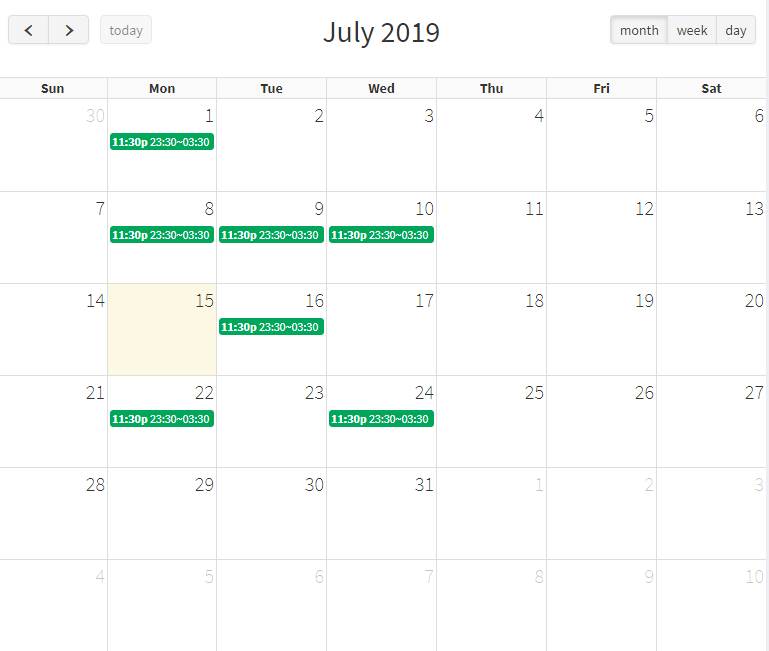 today
July 2019
month week day
Sun Mon Tue Wed Thu Fri Sat
30 1 2 3 4 5 6
11:30p 23:30~03:30
7 8 9 10 11 12 13
11:30p 23:30~03:30 11:30p 23:30~03:30 11:30p 23:30~03:30
14 15 16 17 18 19 20
11:30p 23:30~03:30
21 22 23 24 25 26 27
11:30p 23:30~03:30 11:30p 23:30~03:30
28 29 30 31 1 2 3
4 5 6 7 8 9 10